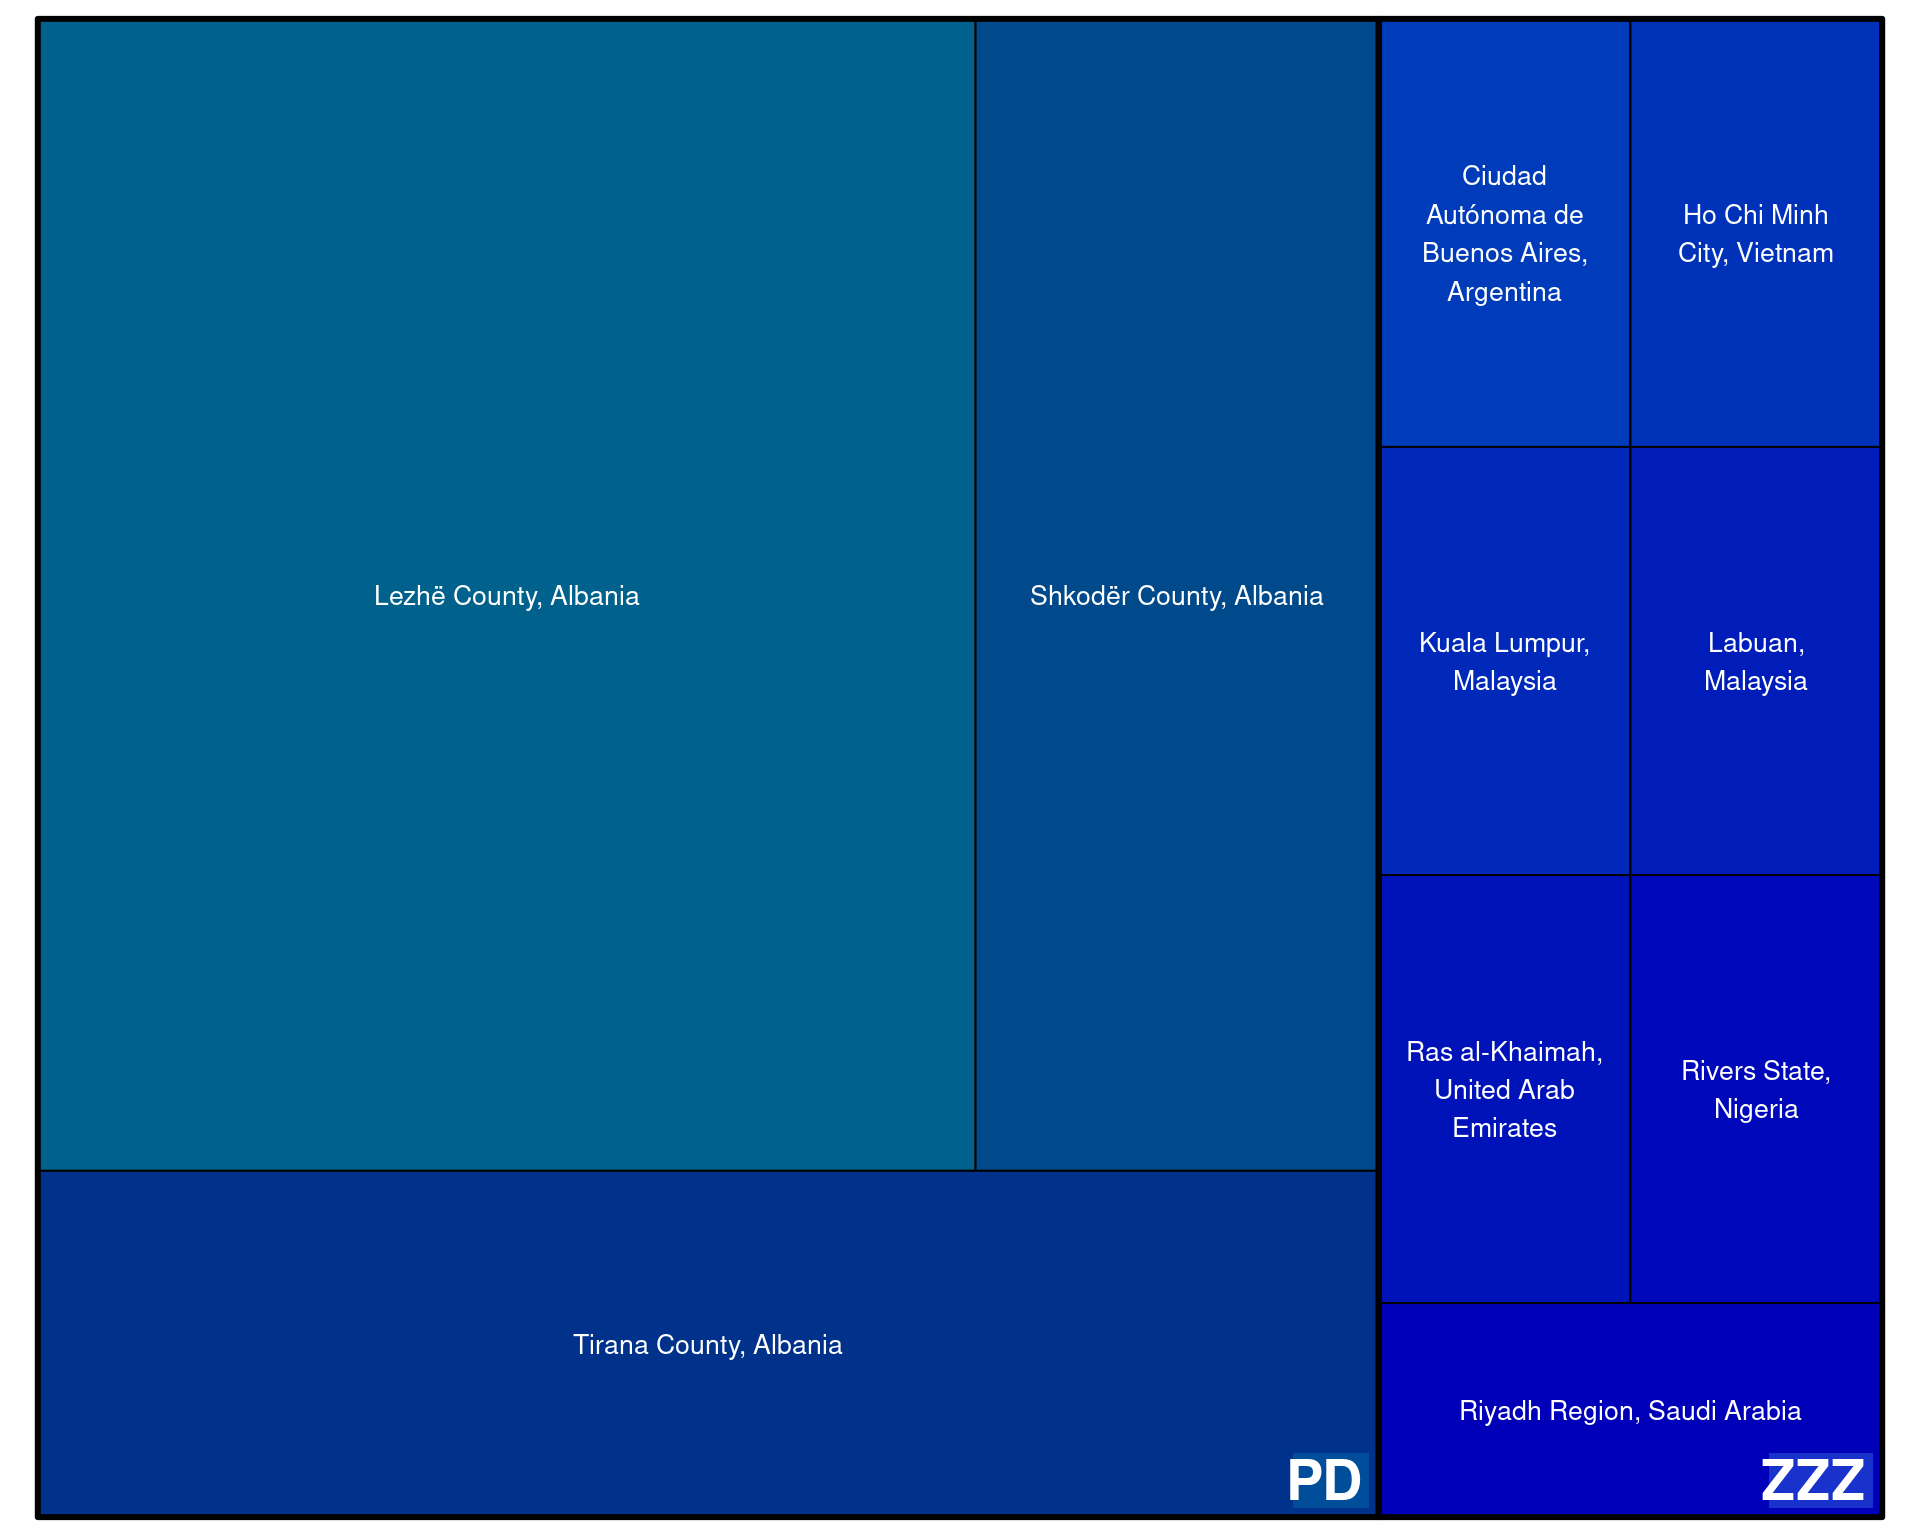 Lezhë County, Albania
Shkodër County, Albania
Tirana County, Albania
PD
Ciudad
Autónoma de
Buenos Aires,
Argentina
Ho Chi Minh
City, Vietnam
Kuala Lumpur,
Malaysia
Labuan,
Malaysia
Ras al-Khaimah,
United Arab
Emirates
Rivers State,
Nigeria
Riyadh Region, Saudi Arabia
ZZZ